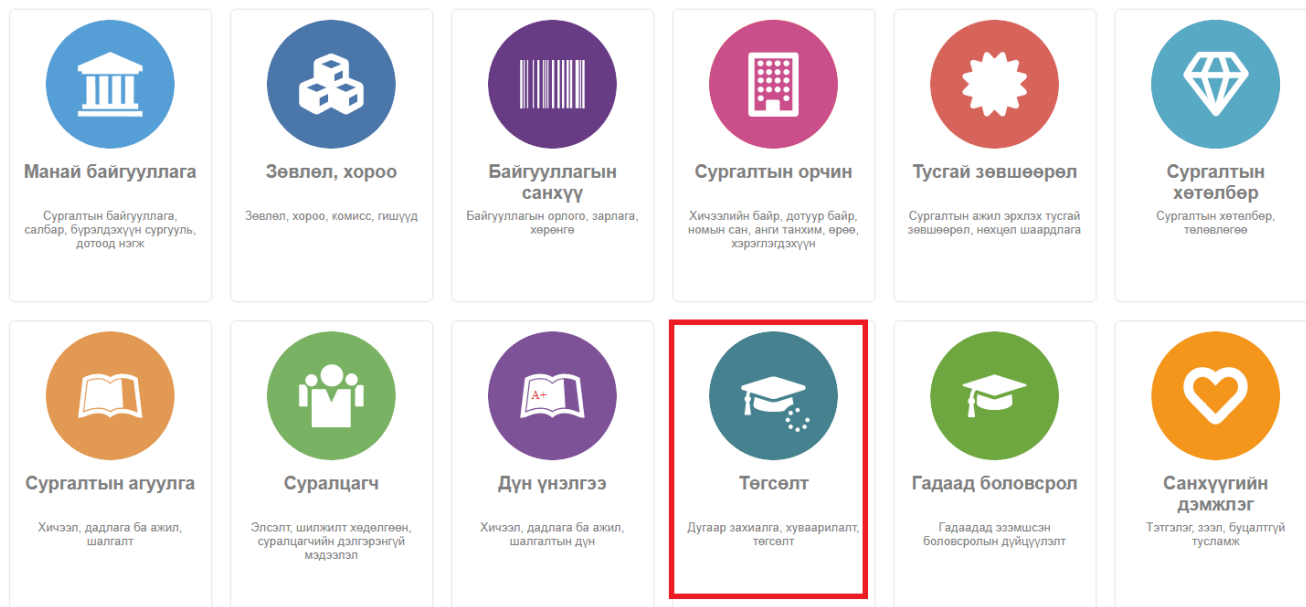 Манай байгууллага
Сургалтын байгууллага,
салбар, бүрэлдэхүүн сургууль,
дотоод нэгж
Зөвлөл, хороо
Зөвлөл, хороо, комисс, гишүүд
Байгууллагын
санхүү
Байгууллагын орлого, зарлага,
хөрөнгө
Сургалтын орчин
Хичээлийн байр, дотуур байр,
номын сан, анги танхим, өрөө,
хэрэглэгдэхүүн
Тусгай зөвшөөрөл
Сургалтын ажил эрхлэх тусгай
зөвшөөрөл, нөхцөл шаардлага
Сургалтын
хөтөлбөр
Сургалтын хөтөлбөр,
төлөвлөгөө
Сургалтын агуулга
Хичээл, дадлага ба ажил,
шалгалт
Суралцагч
Элсэлт, шилжилт хөдөлгөөн,
суралцагчийн дэлгэрэнгүй
мэдээлэл
A+
Дүн үнэлгээ
Хичээл, дадлага ба ажил,
шалгалтын дүн
Төгсөлт
Дугаар захиалга, хуваарилалт,
төгсөлт
Гадаад боловсрол
Гадаадад эзэмшсэн
боловсролын дүйцүүлэлт
Санхүүгийн
дэмжлэг
Тэтгэлэг, зээл, буцалтгүй
тусламж